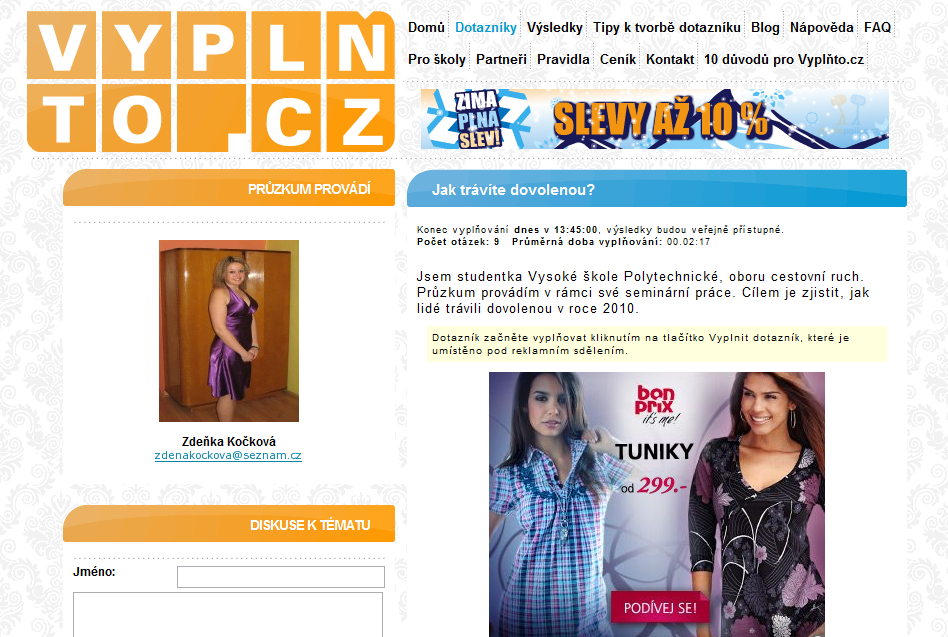 VYPLŇ
TO.CZ
Domů Dotazníky Výsledky Tipy k tvorbě dotazníku Blog Nápověda FAQ
Pro školy Partneři Pravidla Ceník Kontakt 10 důvodů pro Vyplňto.cz
ZIMA
PLNÁ
SLEV!
SLEVY AŽ 10 %
PRŮZKUM PROVÁDÍ
Zdeňka Kočková
zdenakockova@seznam.cz
DISKUSE K TÉMATU
Jméno:
Jak trávíte dovolenou?
Konec vyplňování dnes v 13:45:00, výsledky budou veřejně přístupné.
Počet otázek: 9 Průměrná doba vyplňování: 00.02:17
Jsem studentka Vysoké škole Polytechnické, oboru cestovní ruch.
Průzkum provádím v rámci své seminární práce. Cílem je zjistit, jak
lidé trávili dovolenou v roce 2010.
Dotazník začněte vyplňovat kliknutím na tlačítko Vyplnit dotazník, které je
umístěno pod reklamním sdělením.
bon
prix
it's me!
TUNIKY
od 299.-
PODÍVEJ SE!